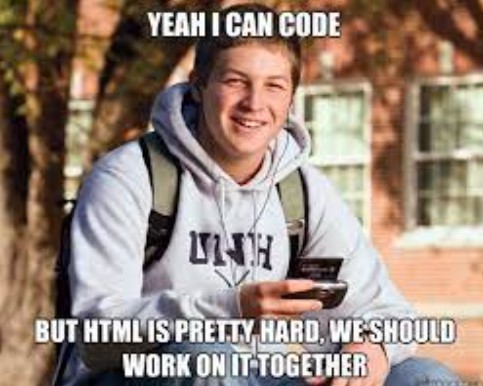 YEAH I CAN CODE
UNH
BUT HTML IS PRETTY HARD, WE SHOULD
WORK ON IT TOGETHER